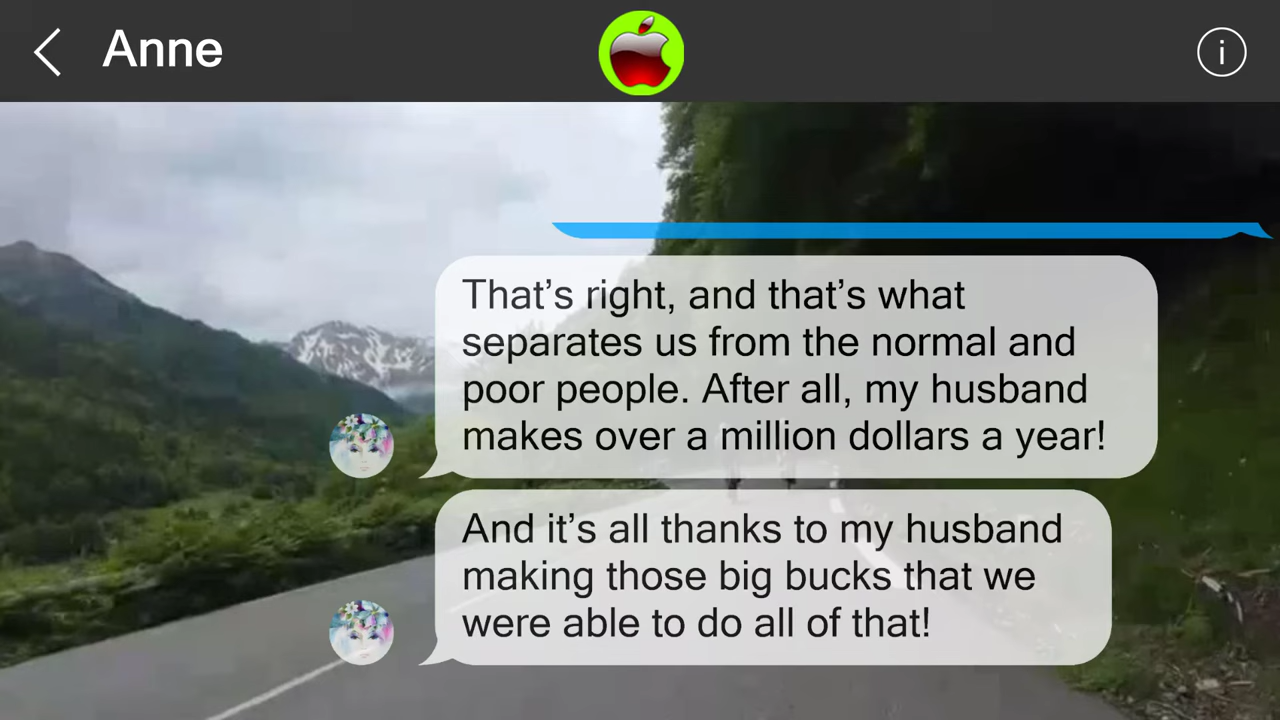 Anne
i
That’s right, and that’s what
separates us from the normal and
poor people. After all, my husband
makes over a million dollars a year!
And it’s all thanks to my husband
making those big bucks that we
were able to do all of that!